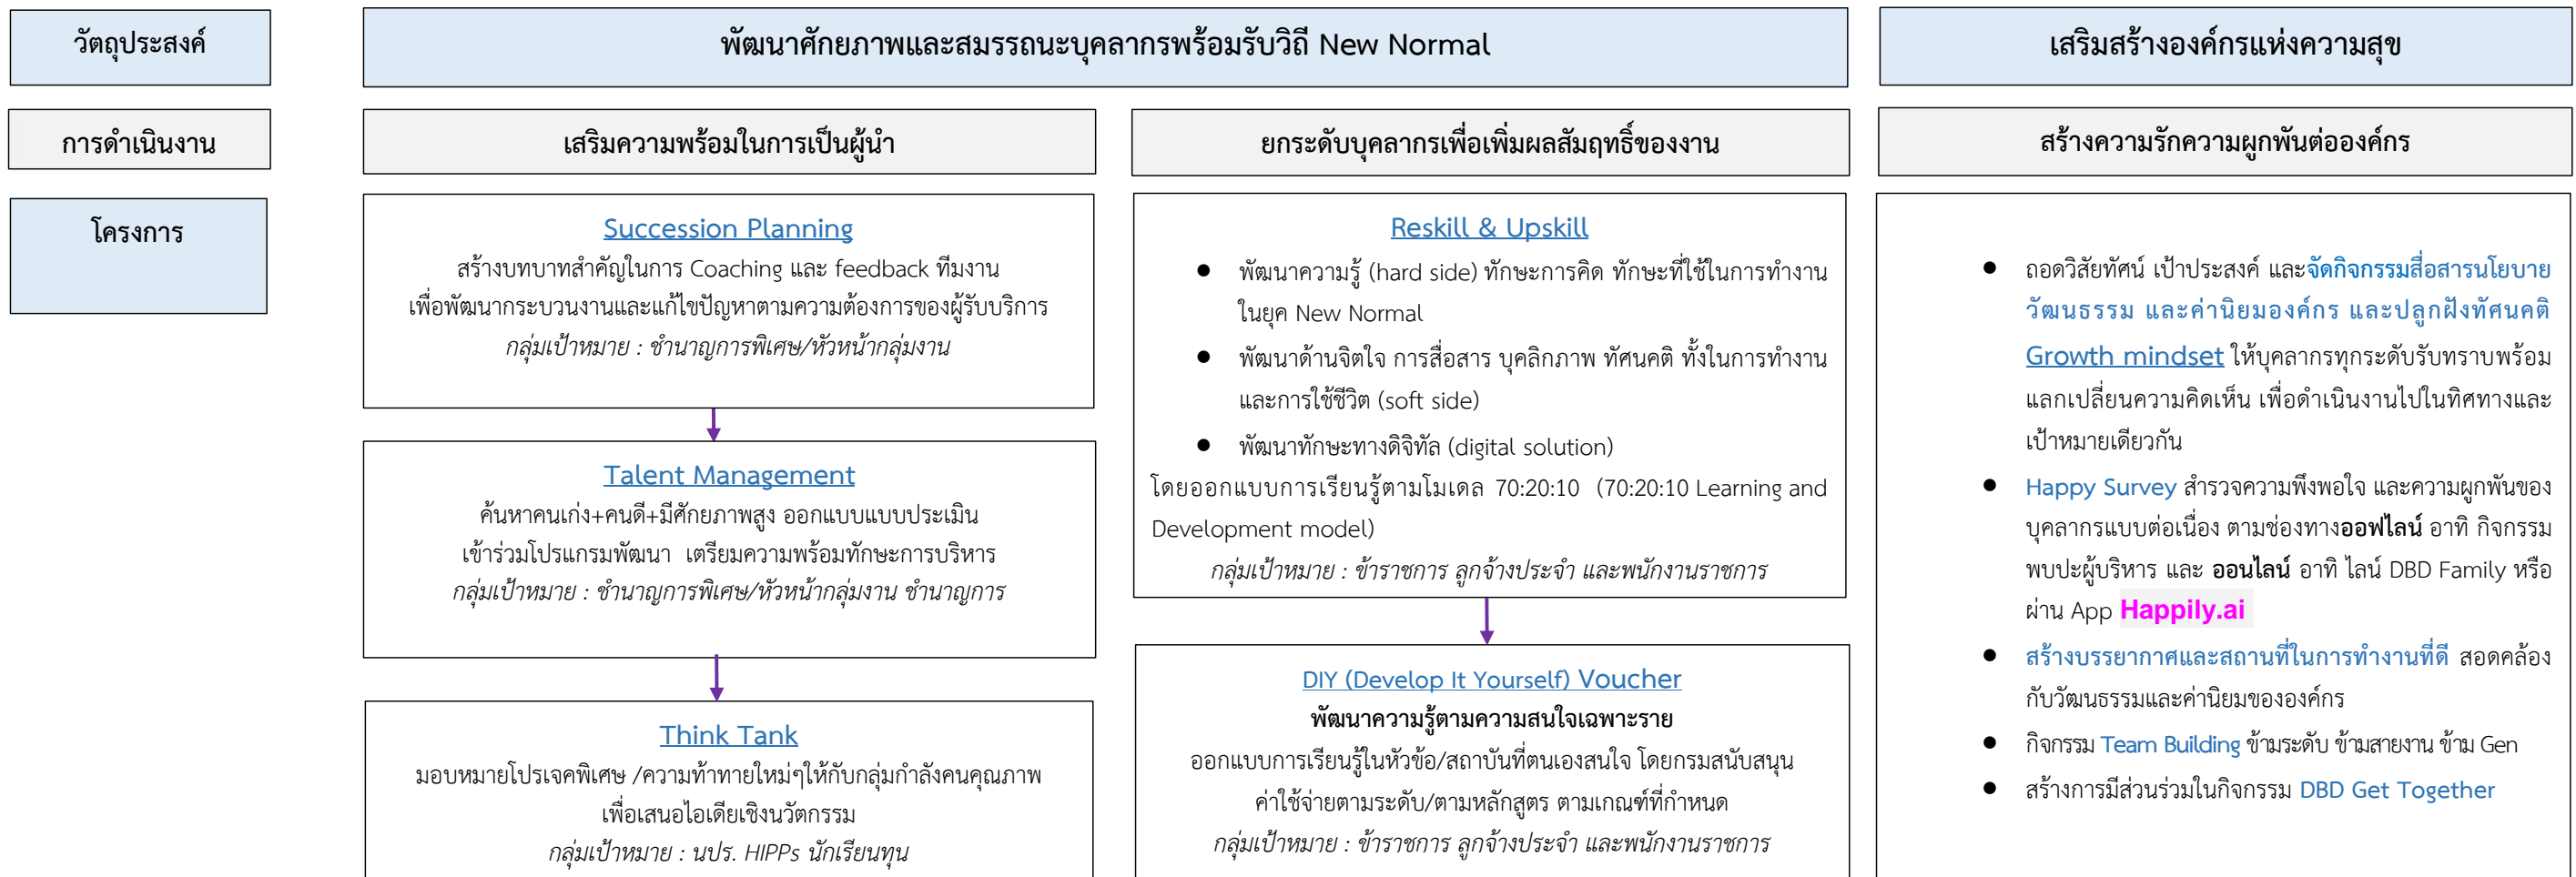 วัตถุประสงค์
พัฒนาศักยภาพและสมรรถนะบุคลากรพร้อมรับวิถี New Normal
เสริมสร้างองค์กรแห่งความสุข
การดำเนินงาน
เสริมความพร้อมในการเป็นผู้นำ
ยกระดับบุคลากรเพื่อเพิ่มผลสัมฤทธิ์ของงาน
สร้างความรักความผูกพันต่อองค์กร
โครงการ
Succession Planning
สร้างบทบาทสำคัญในการ Coaching และ feedback ทีมงาน
เพื่อพัฒนากระบวนงานและแก้ไขปัญหาตามความต้องการของผู้รับบริการ
กลุ่มเป้าหมาย : ชำนาญการพิเศษ/หัวหน้ากลุ่มงาน
Talent Management
ค้นหาคนเก่ง+คนดี+มีศักยภาพสูง ออกแบบแบบประเมิน
เข้าร่วมโปรแกรมพัฒนา เตรียมความพร้อมทักษะการบริหาร
กลุ่มเป้าหมาย : ชำนาญการพิเศษ/หัวหน้ากลุ่มงาน ชำนาญการ
Think Tank
มอบหมายโปรเจคพิเศษ /ความท้าทายใหม่ๆให้กับกลุ่มกำลังคนคุณภาพ
เพื่อเสนอไอเดียเชิงนวัตกรรม
กลุ่มเป้าหมาย : นปร. HIPPs นักเรียนทุน
Reskill & Upskill
● พัฒนาความรู้ (hard side) ทักษะการคิด ทักษะที่ใช้ในการทำงาน
ในยุค New Normal
● พัฒนาด้านจิตใจ การสื่อสาร บุคลิกภาพ ทัศนคติ ทั้งในการทำงาน
และการใช้ชีวิต (soft side)
● พัฒนาทักษะทางดิจิทัล (digital solution)
โดยออกแบบการเรียนรู้ตามโมเดล 70:20:10 (70:20:10 Learning and
Development model)
กลุ่มเป้าหมาย : ข้าราชการ ลูกจ้างประจำ และพนักงานราชการ
DIY (Develop It Yourself) Voucher
พัฒนาความรู้ตามความสนใจเฉพาะราย
ออกแบบการเรียนรู้ในหัวข้อ/สถาบันที่ตนเองสนใจ โดยกรมสนับสนุน
ค่าใช้จ่ายตามระดับ/ตามหลักสูตร ตามเกณฑ์ที่กำหนด
กลุ่มเป้าหมาย : ข้าราชการ ลูกจ้างประจำ และพนักงานราชการ
● ถอดวิสัยทัศน์ เป้าประสงค์ และจัดกิจกรรมสื่อสารนโยบาย
วัฒนธรรม และค่านิยมองค์กร และปลูกฝังทัศนคติ
Growth mindset ให้บุคลากรทุกระดับรับทราบพร้อม
แลกเปลี่ยนความคิดเห็น เพื่อดำเนินงานไปในทิศทางและ
เป้าหมายเดียวกัน
● Happy Survey สำรวจความพึงพอใจ และความผูกพันของ
บุคลากรแบบต่อเนื่อง ตามช่องทางออฟไลน์ อาทิ กิจกรรม
พบปะผู้บริหาร และ ออนไลน์ อาทิ ไลน์ DBD Family หรือ
ผ่าน App Happily.ai
● สร้างบรรยากาศและสถานที่ในการทำงานที่ดี สอดคล้อง
กับวัฒนธรรมและค่านิยมขององค์กร
● กิจกรรม Team Building ข้ามระดับ ข้ามสายงาน ข้าม Gen
● สร้างการมีส่วนร่วมในกิจกรรม DBD Get Together